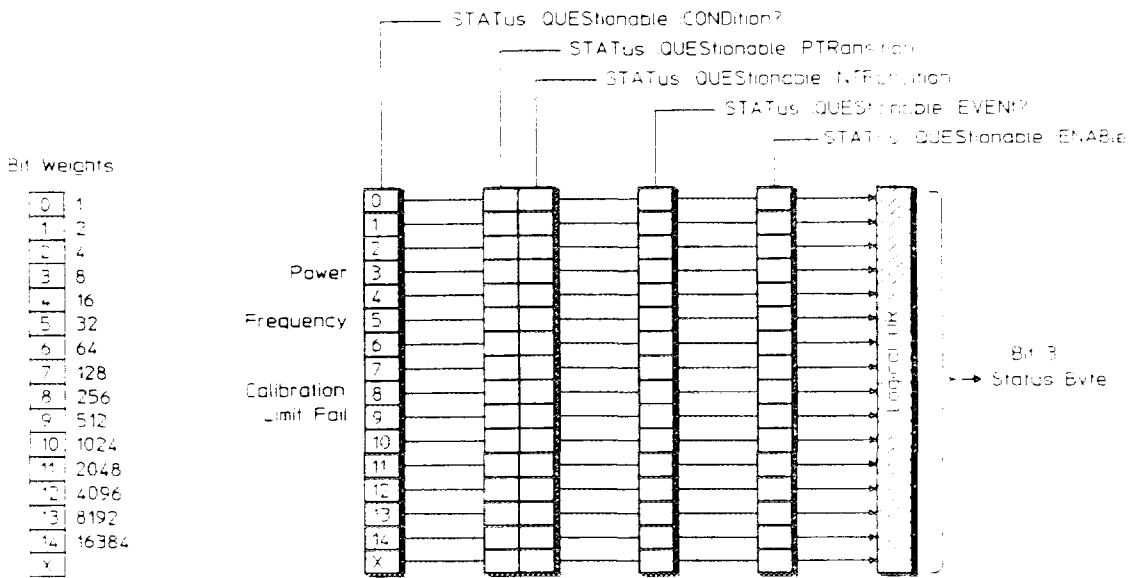 STATus QUEStionable CONDition?
STATus QUEStionable PTRansition
STATus QUEStionable NTRansition
STATus QUEStionable EVENt?
STATus QUEStionable ENABle
Bit Weights
0 1
1 2
2 4
3 8
4 16
5 32
6 64
7 128
8 256
9 512
10 1024
11 2048
12 4096
13 8192
14 16384
X
Power
Frequency
Calibration
Limit Fail
0
1
2
3
4
5
6
7
8
9
10
11
12
13
14
X
Logical OR
Bit 3
Status Byte